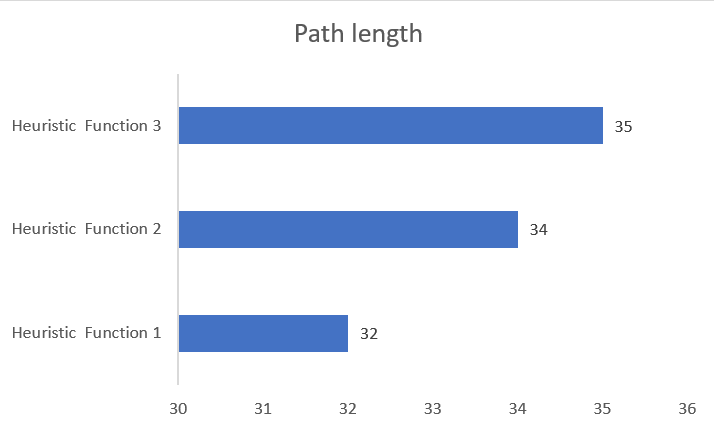 Path length
Heuristic  Function 3
35
Heuristic  Function 2
34
Heuristic  Function 1
32
30 31 32 33 34 35 36